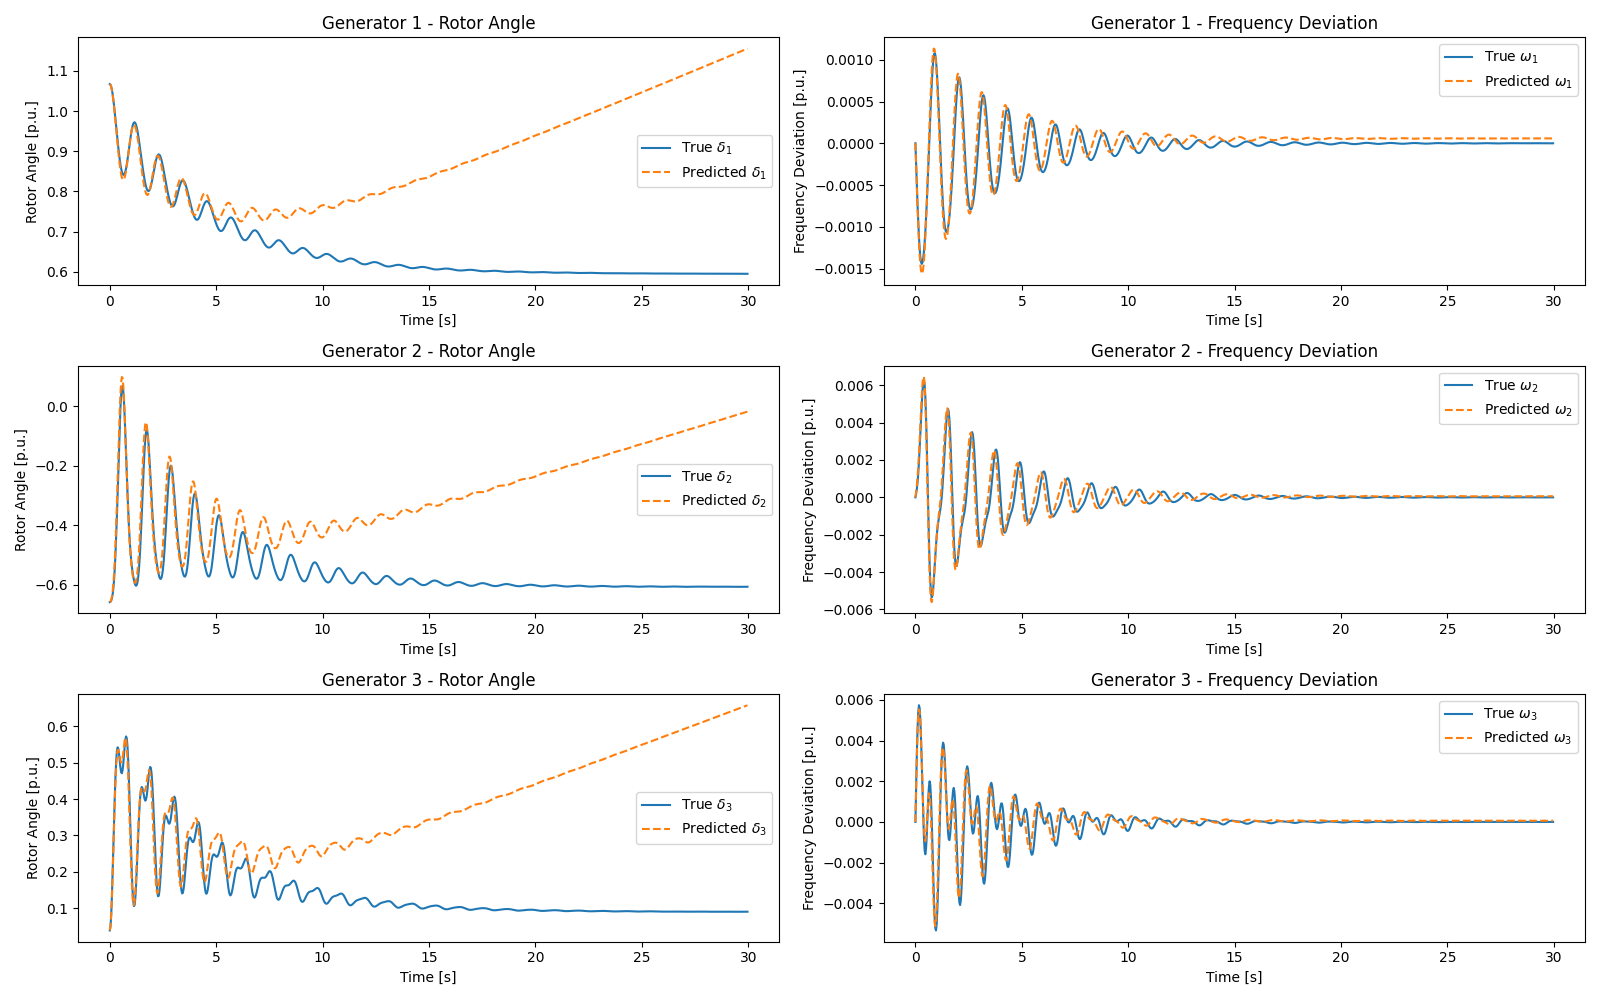 Generator 1 - Rotor Angle
Rotor Angle [p.u.]
1.1
1.0
0.9
0.8
0.7
0.6
True δ1
Predicted δ1
0 5 10 15 20 25 30
Time [s]
Generator 1 - Frequency Deviation
Frequency Deviation [p.u.]
0.0010
0.0005
0.0000
−0.0005
−0.0010
−0.0015
True ω1
Predicted ω1
0 5 10 15 20 25 30
Time [s]
Generator 2 - Rotor Angle
Rotor Angle [p.u.]
0.0
−0.2
−0.4
−0.6
True δ2
Predicted δ2
0 5 10 15 20 25 30
Time [s]
Generator 2 - Frequency Deviation
Frequency Deviation [p.u.]
0.006
0.004
0.002
0.000
−0.002
−0.004
−0.006
True ω2
Predicted ω2
0 5 10 15 20 25 30
Time [s]
Generator 3 - Rotor Angle
Rotor Angle [p.u.]
0.6
0.5
0.4
0.3
0.2
0.1
True δ3
Predicted δ3
0 5 10 15 20 25 30
Time [s]
Generator 3 - Frequency Deviation
Frequency Deviation [p.u.]
0.006
0.004
0.002
0.000
−0.002
−0.004
True ω3
Predicted ω3
0 5 10 15 20 25 30
Time [s]